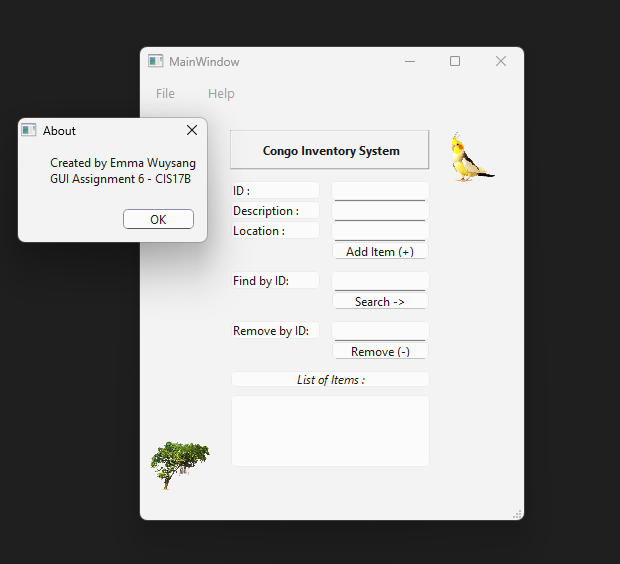 MainWindow
File Help
About
Created by Emma Wuysang
GUI Assignment 6 - CIS17B
OK
Congo Inventory System
ID :
Description :
Location :
Add Item (+)
Find by ID:
Search ->
Remove by ID:
Remove (-)
List of Items :